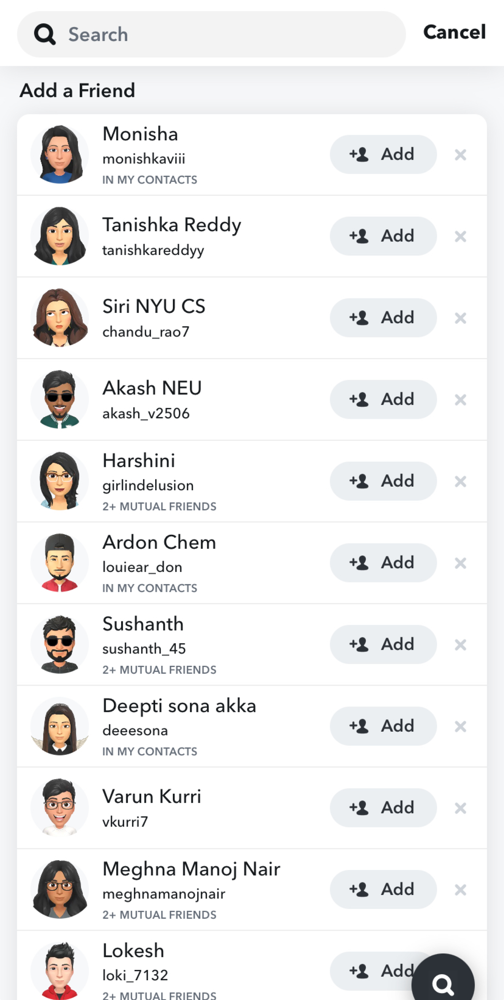 Search
Cancel
Add a Friend
Monisha
monishkaviii
IN MY CONTACTS
Add
Tanishka Reddy
tanishkareddyy
Add
Siri NYU CS
chandu_rao7
Add
Akash NEU
akash_v2506
Add
Harshini
girlindelusion
2+ MUTUAL FRIENDS
Add
Ardon Chem
louiear_don
IN MY CONTACTS
Add
Sushanth
sushanth_45
2+ MUTUAL FRIENDS
Add
Deepti sona akka
deeesona
IN MY CONTACTS
Add
Varun Kurri
vkurri7
Add
Meghna Manoj Nair
meghnamanojnair
2+ MUTUAL FRIENDS
Add
Lokesh
loki_7132
2+ MUTUAL FRIENDS
Add